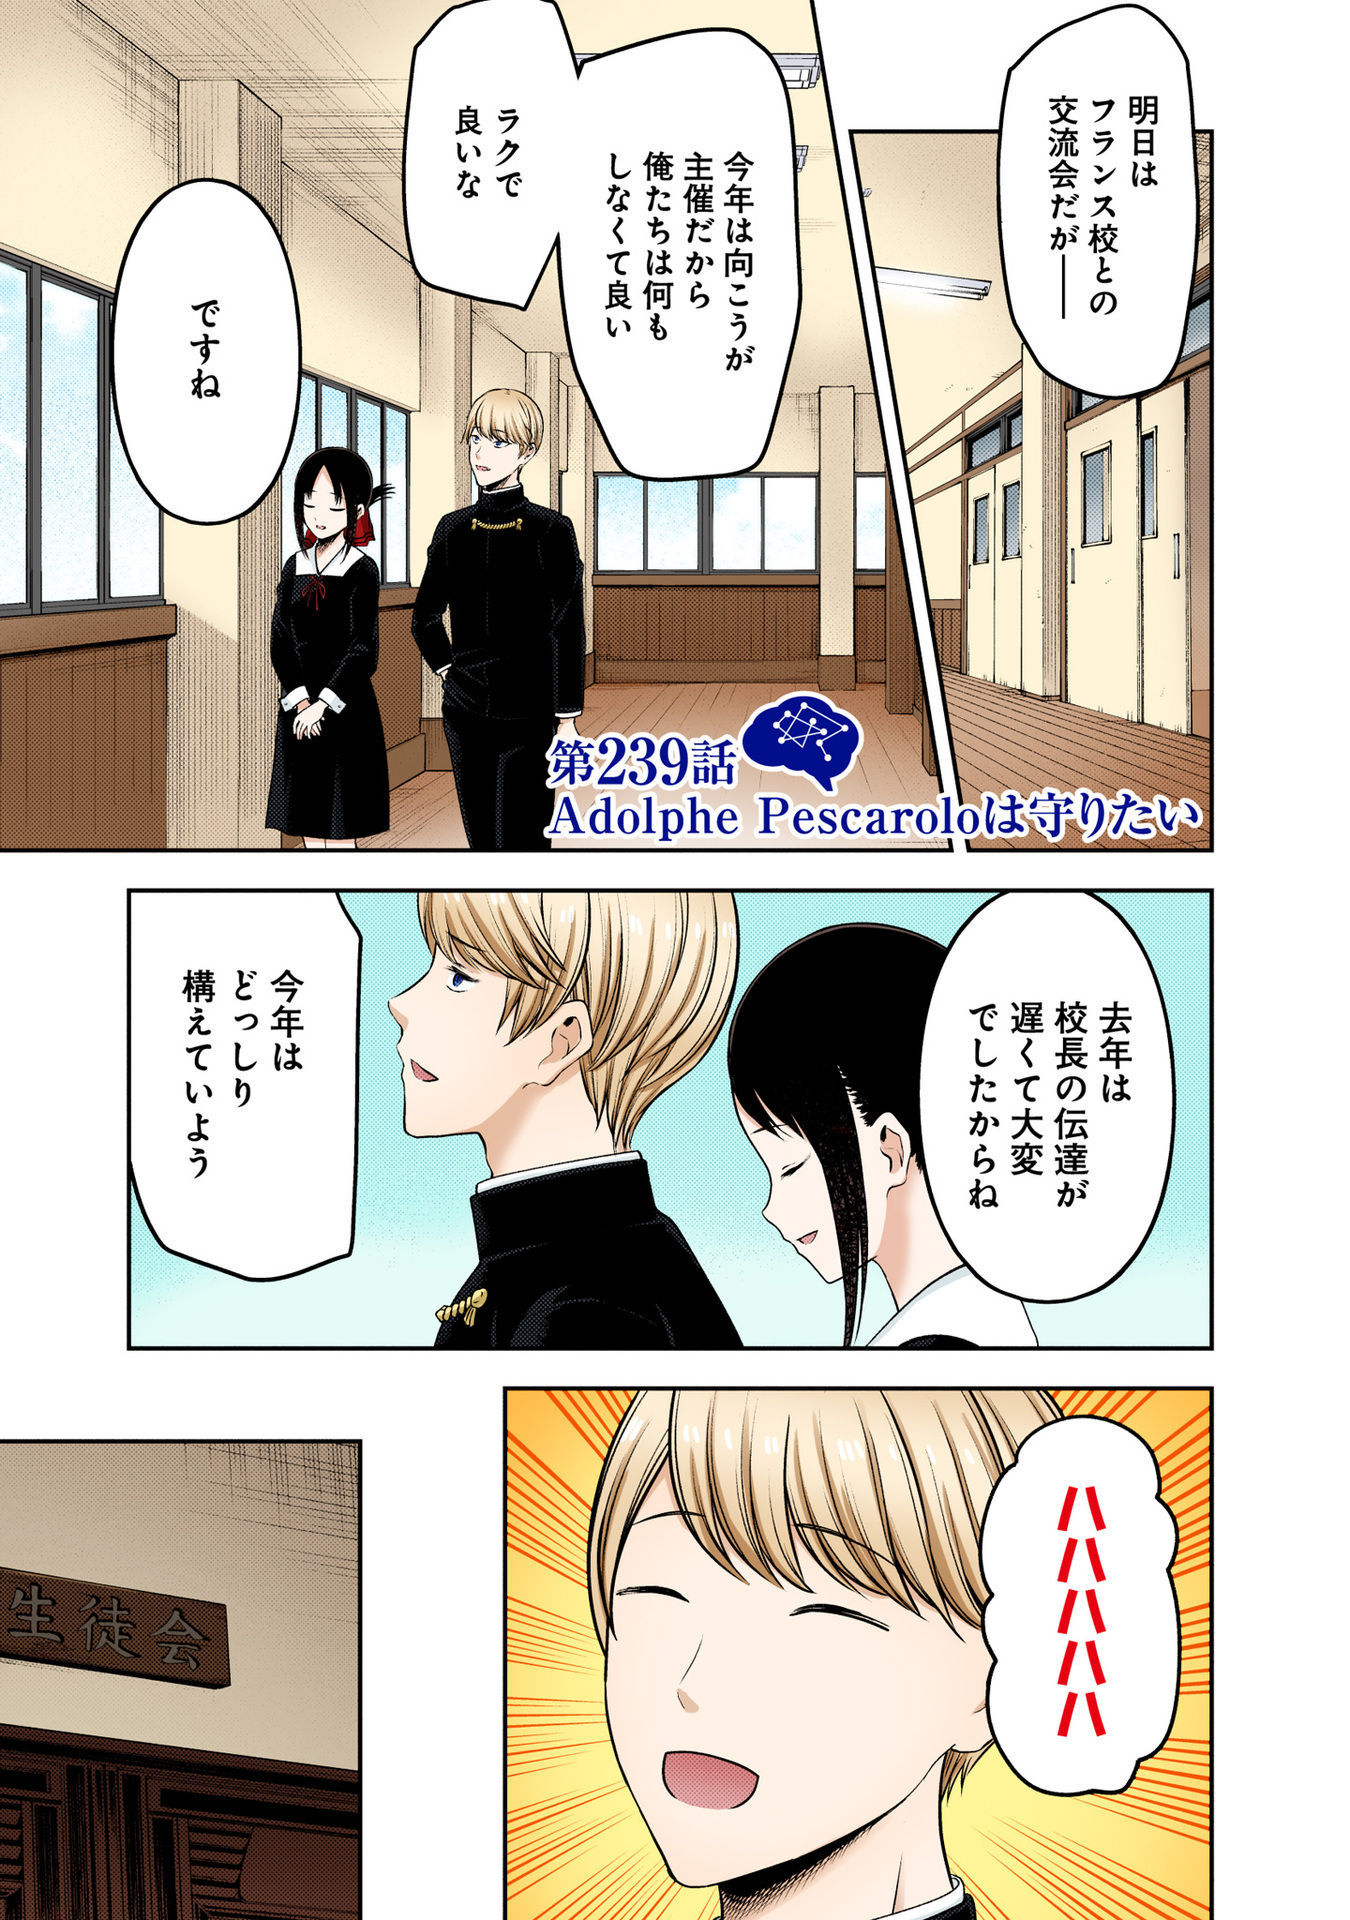 明日は
フランス校との
交流会だが――
今年は向こうが
主催だから
俺たちは何も
しなくて良い
ラクで
良いな
ですね
第239話
Adolphe Pescaroloは守りたい
去年は
校長の伝達が
遅くて大変
でしたからね
今年は
どっしり
構えていよう
ハハハハハ
生徒会